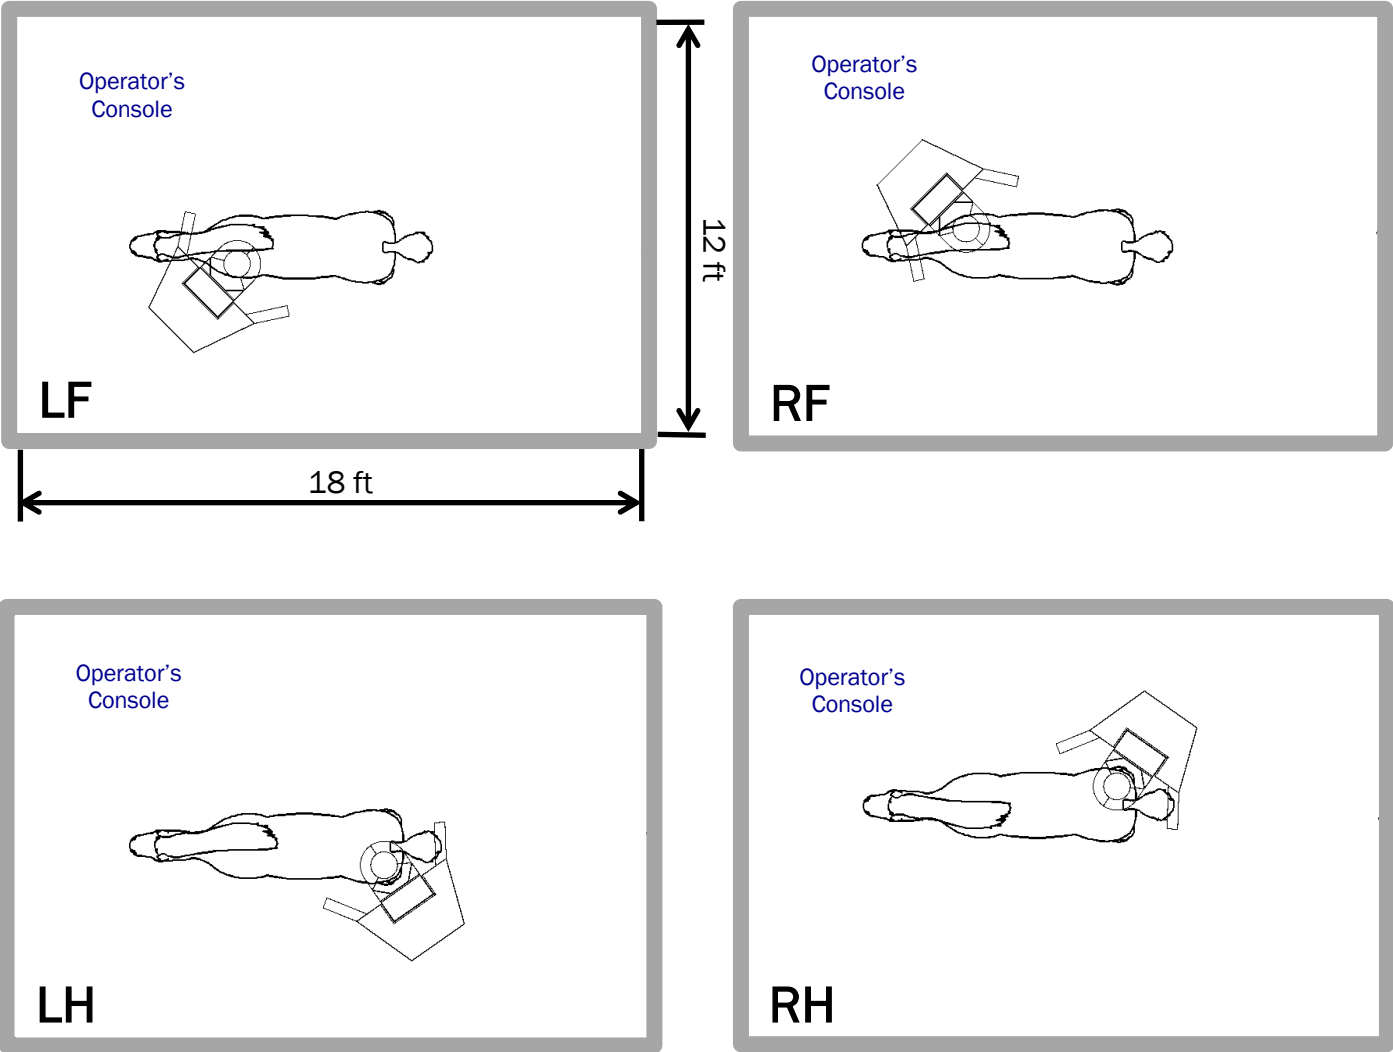 Operator's
Console
LF
12 ft
18 ft
Operator's
Console
RF
Operator's
Console
LH
Operator's
Console
RH